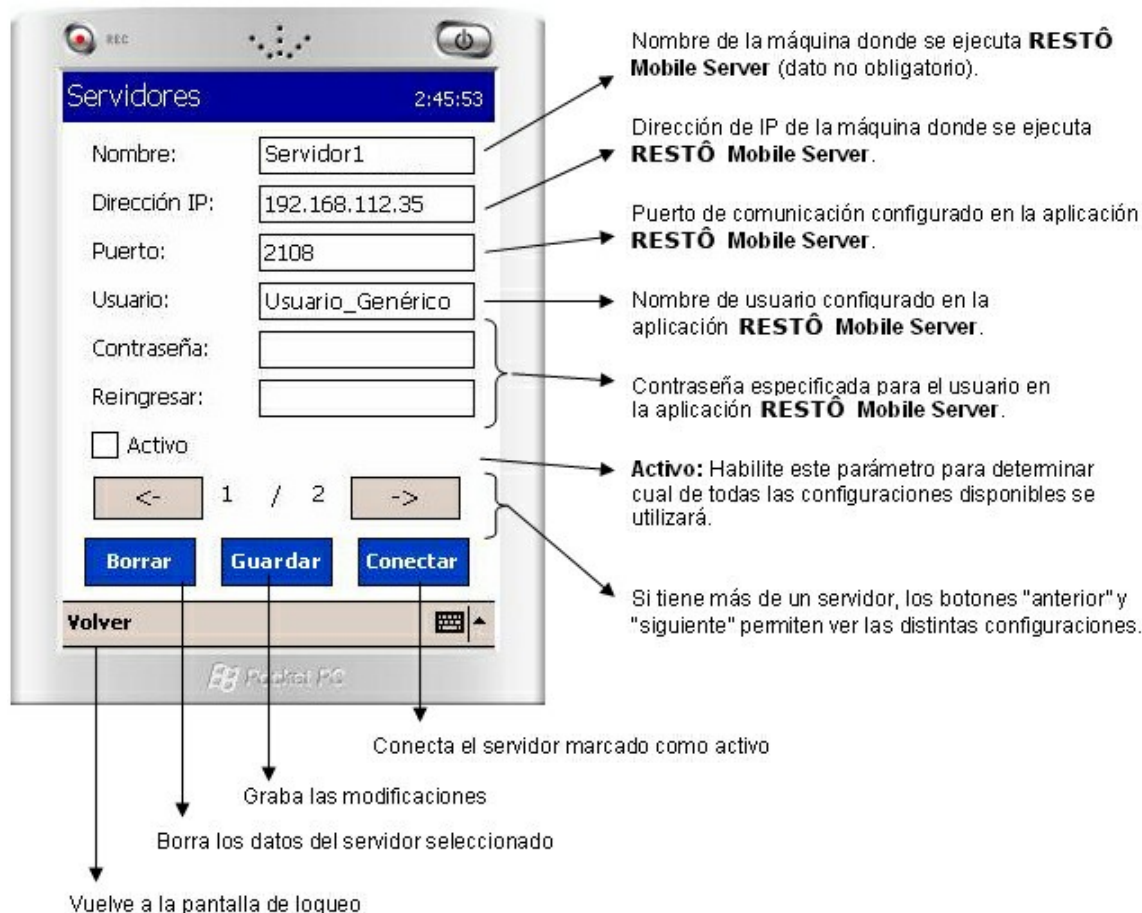 REC
Servidores 2:45:53
Nombre: Servidor1
Dirección IP: 192.168.112.35
Puerto: 2108
Usuario: Usuario_Genérico
Contraseña:
Reingresar:
Activo
<- 1 / 2 ->
Borrar Guardar Conectar
Volver
Pocket PC
Nombre de la máquina donde se ejecuta RESTÔ
Mobile Server (dato no obligatorio).
Dirección de IP de la máquina donde se ejecuta
RESTÔ Mobile Server.
Puerto de comunicación configurado en la aplicación
RESTÔ Mobile Server.
Nombre de usuario configurado en la
aplicación RESTÔ Mobile Server.
Contraseña especificada para el usuario en
la aplicación RESTÔ Mobile Server.
Activo: Habilite este parámetro para determinar
cual de todas las configuraciones disponibles se
utilizará.
Si tiene más de un servidor, los botones "anterior" y
"siguiente" permiten ver las distintas configuraciones.
Conecta el servidor marcado como activo
Graba las modificaciones
Borra los datos del servidor seleccionado
Vuelve a la pantalla de logueo